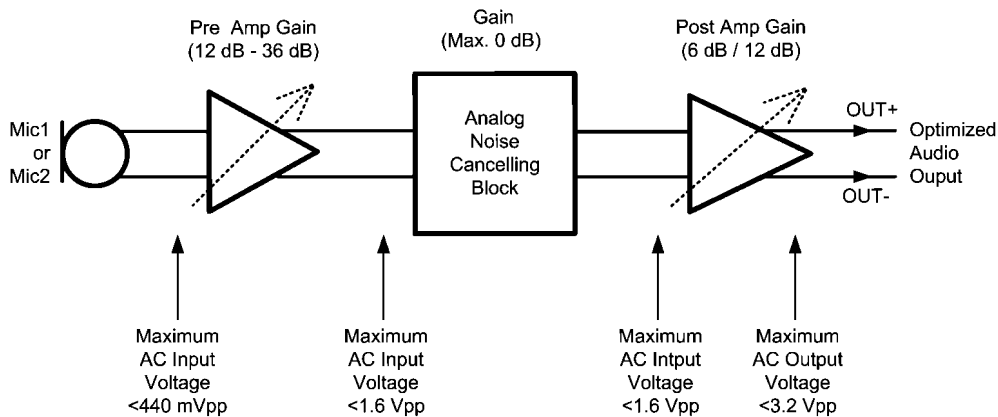 Pre Amp Gain
(12 dB - 36 dB)
Gain
(Max. 0 dB)
Post Amp Gain
(6 dB / 12 dB)
Mic1
or
Mic2
Analog
Noise
Cancelling
Block
OUT+
OUT-
Optimized
Audio
Ouput
Maximum
AC Input
Voltage
<440 mVpp
Maximum
AC Input
Voltage
<1.6 Vpp
Maximum
AC Intput
Voltage
<1.6 Vpp
Maximum
AC Output
Voltage
<3.2 Vpp